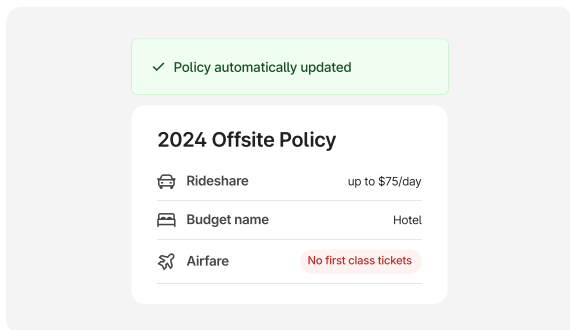 Policy automatically updated
2024 Offsite Policy
Rideshare up to $75/day
Budget name Hotel
Airfare No first class tickets